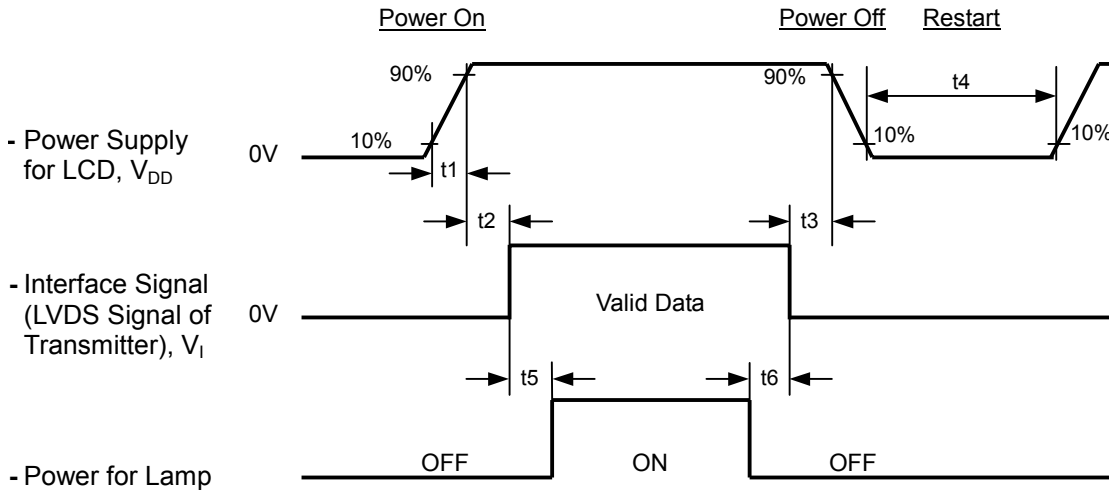 Power On
Power Off
Restart
90%
90%
t4
- Power Supply
for LCD, VDD
0V
10%
10%
10%
t1
t2
t3
- Interface Signal
(LVDS Signal of
Transmitter), VI
0V
Valid Data
t5
t6
- Power for Lamp
OFF
ON
OFF